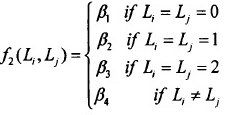 f₂(Lᵢ, Lⱼ) = { β₁ if Lᵢ = Lⱼ = 0
β₂ if Lᵢ = Lⱼ = 1
β₃ if Lᵢ = Lⱼ = 2
β₄ if Lᵢ ≠ Lⱼ